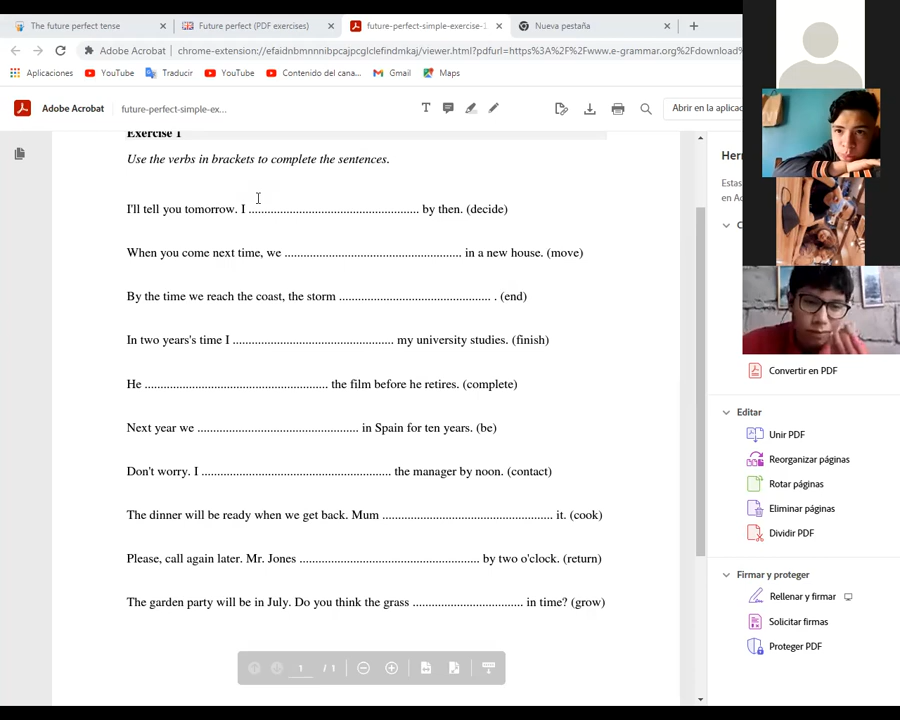 The future perfect tense
Future perfect (PDF exercises)
future-perfect-simple-exercise-1
Nueva pestaña
Adobe Acrobat
chrome-extension://efaidnbmnnnibpcajpcglclefindmkaj/viewer.html?pdfurl=https%3A%2F%2Fwww.e-grammar.org%2Fdownload%
Aplicaciones
YouTube
Traducir
YouTube
Contenido del cana...
Gmail
Maps
Adobe Acrobat
future-perfect-simple-ex...
Abrir en la aplicac
Exercise 1
Use the verbs in brackets to complete the sentences.
I'll tell you tomorrow. I ..................................................... by then. (decide)
When you come next time, we ....................................................... in a new house. (move)
By the time we reach the coast, the storm ............................................... . (end)
In two years's time I .................................................. my university studies. (finish)
He ......................................................... the film before he retires. (complete)
Next year we .................................................. in Spain for ten years. (be)
Don't worry. I ........................................................... the manager by noon. (contact)
The dinner will be ready when we get back. Mum ..................................................... it. (cook)
Please, call again later. Mr. Jones ........................................................ by two o'clock. (return)
The garden party will be in July. Do you think the grass .................................. in time? (grow)
1 / 1
Convertir en PDF
Editar
Unir PDF
Reorganizar páginas
Rotar páginas
Eliminar páginas
Dividir PDF
Firmar y proteger
Rellenar y firmar
Solicitar firmas
Proteger PDF